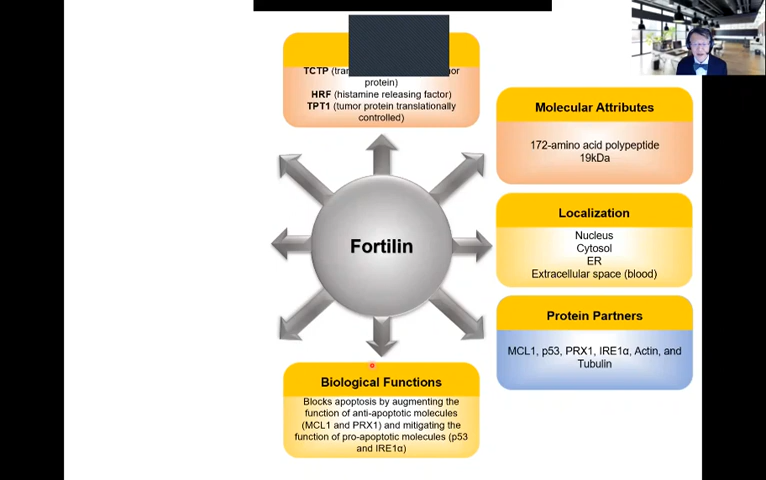 TCTP (tran or
protein)
HRF (histamine releasing factor)
TPT1 (tumor protein translationally
controlled)
Molecular Attributes
172-amino acid polypeptide
19kDa
Localization
Nucleus
Cytosol
ER
Extracellular space (blood)
Fortilin
Protein Partners
MCL1, p53, PRX1, IRE1α, Actin, and
Tubulin
Biological Functions
Blocks apoptosis by augmenting the
function of anti-apoptotic molecules
(MCL1 and PRX1) and mitigating the
function of pro-apoptotic molecules (p53
and IRE1α)